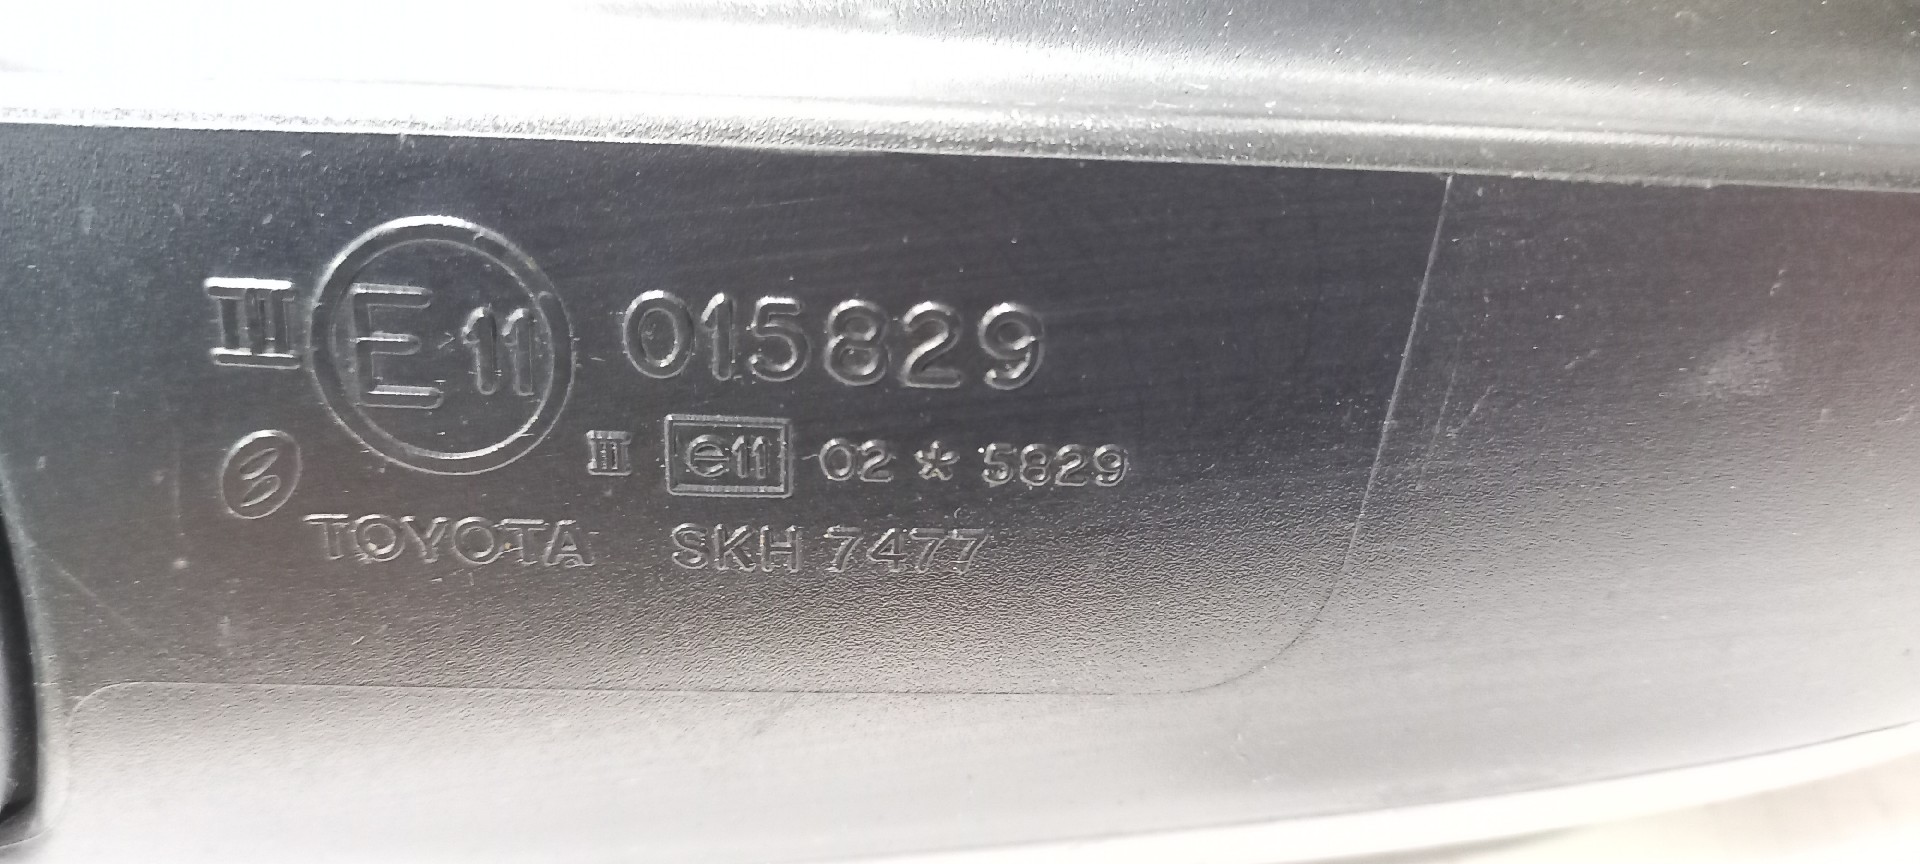 III E11 015829
III e11 02 * 5829
TOYOTA SKH 7477